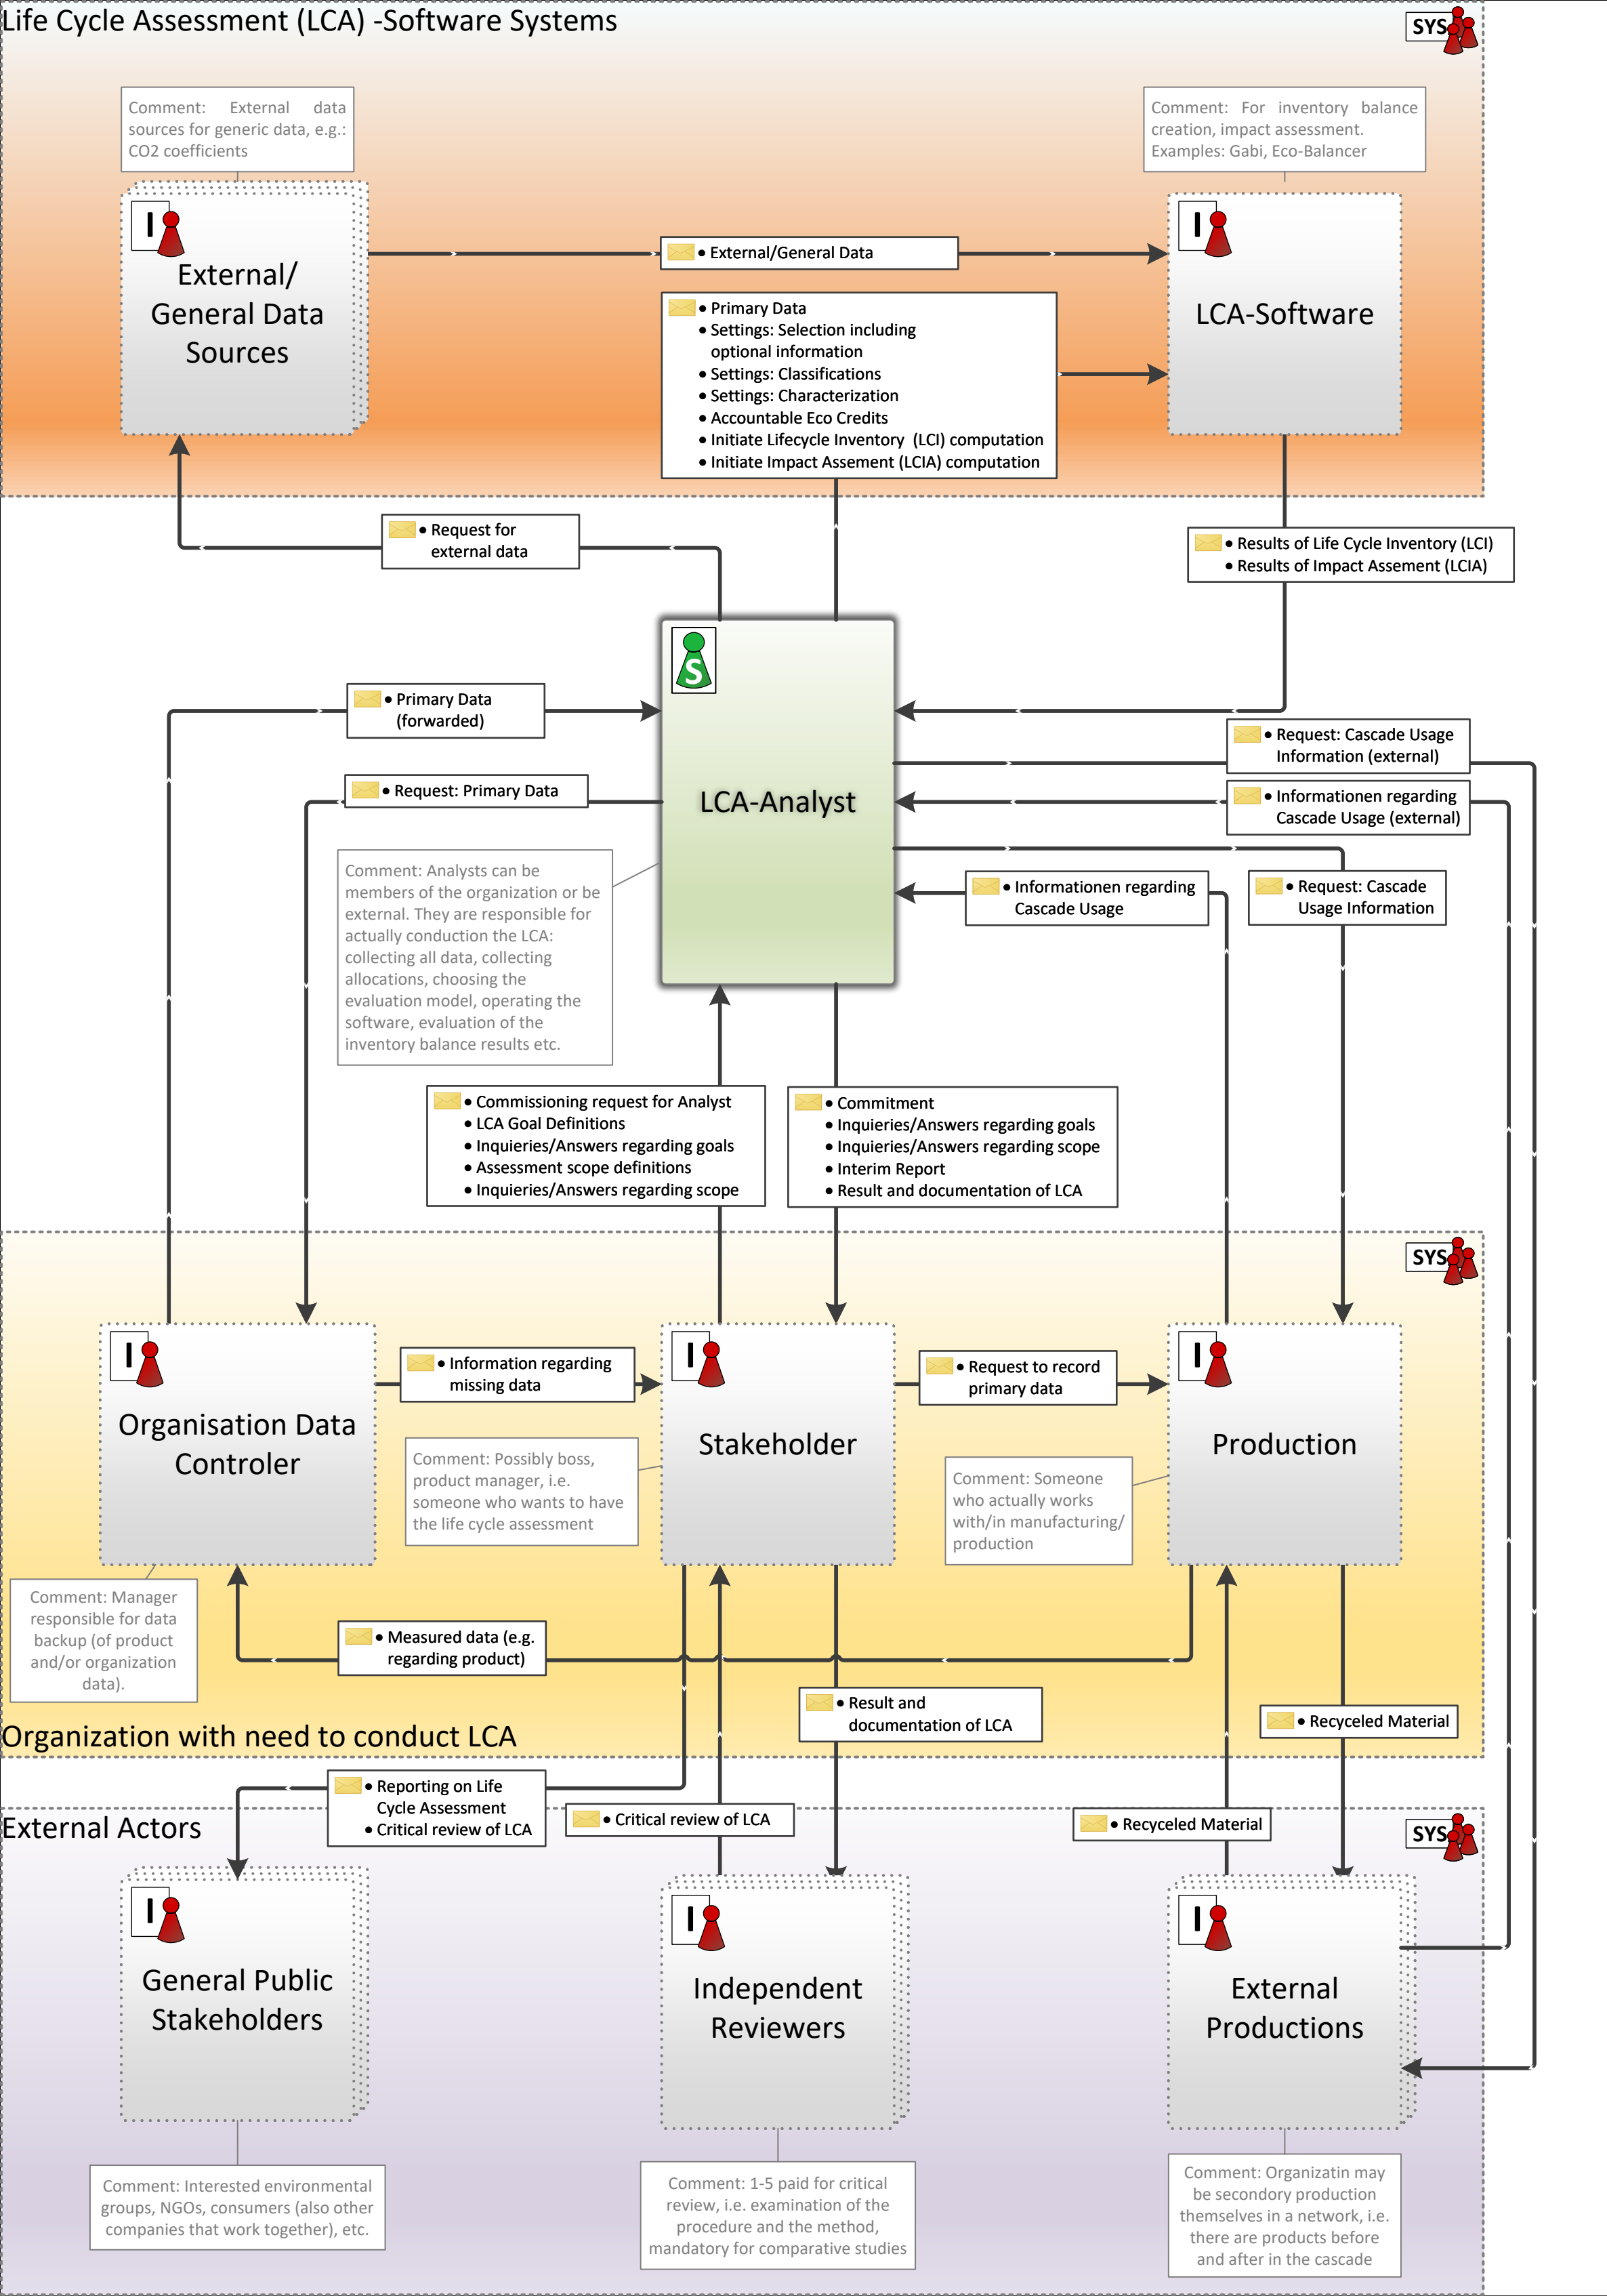 Life Cycle Assessment (LCA) -Software Systems
SYS
Comment: External data
sources for generic data, e.g.:
CO2 coefficients
Comment: For inventory balance
creation, impact assessment.
Examples: Gabi, Eco-Balancer
I
External/
General Data
Sources
• External/General Data
I
LCA-Software
• Primary Data
• Settings: Selection including
optional information
• Settings: Classifications
• Settings: Characterization
• Accountable Eco Credits
• Initiate Lifecycle Inventory (LCI) computation
• Initiate Impact Assement (LCIA) computation
• Request for
external data
• Results of Life Cycle Inventory (LCI)
• Results of Impact Assement (LCIA)
S
LCA-Analyst
• Primary Data
(forwarded)
• Request: Primary Data
• Request: Cascade Usage
Information (external)
• Informationen regarding
Cascade Usage (external)
• Informationen regarding
Cascade Usage
• Request: Cascade
Usage Information
Comment: Analysts can be
members of the organization or be
external. They are responsible for
actually conduction the LCA:
collecting all data, collecting
allocations, choosing the
evaluation model, operating the
software, evaluation of the
inventory balance results etc.
• Commissioning request for Analyst
• LCA Goal Definitions
• Inquieries/Answers regarding goals
• Assessment scope definitions
• Inquieries/Answers regarding scope
• Commitment
• Inquieries/Answers regarding goals
• Inquieries/Answers regarding scope
• Interim Report
• Result and documentation of LCA
SYS
I
Organisation Data
Controler
• Information regarding
missing data
I
Stakeholder
• Request to record
primary data
I
Production
Comment: Possibly boss,
product manager, i.e.
someone who wants to have
the life cycle assessment
Comment: Someone
who actually works
with/in manufacturing/
production
Comment: Manager
responsible for data
backup (of product
and/or organization
data).
• Measured data (e.g.
regarding product)
• Result and
documentation of LCA
• Recyceled Material
Organization with need to conduct LCA
• Reporting on Life
Cycle Assessment
• Critical review of LCA
• Critical review of LCA
• Recyceled Material
External Actors
SYS
I
General Public
Stakeholders
I
Independent
Reviewers
I
External
Productions
Comment: Interested environmental
groups, NGOs, consumers (also other
companies that work together), etc.
Comment: 1-5 paid for critical
review, i.e. examination of the
procedure and the method,
mandatory for comparative studies
Comment: Organizatin may
be secondory production
themselves in a network, i.e.
there are products before
and after in the cascade